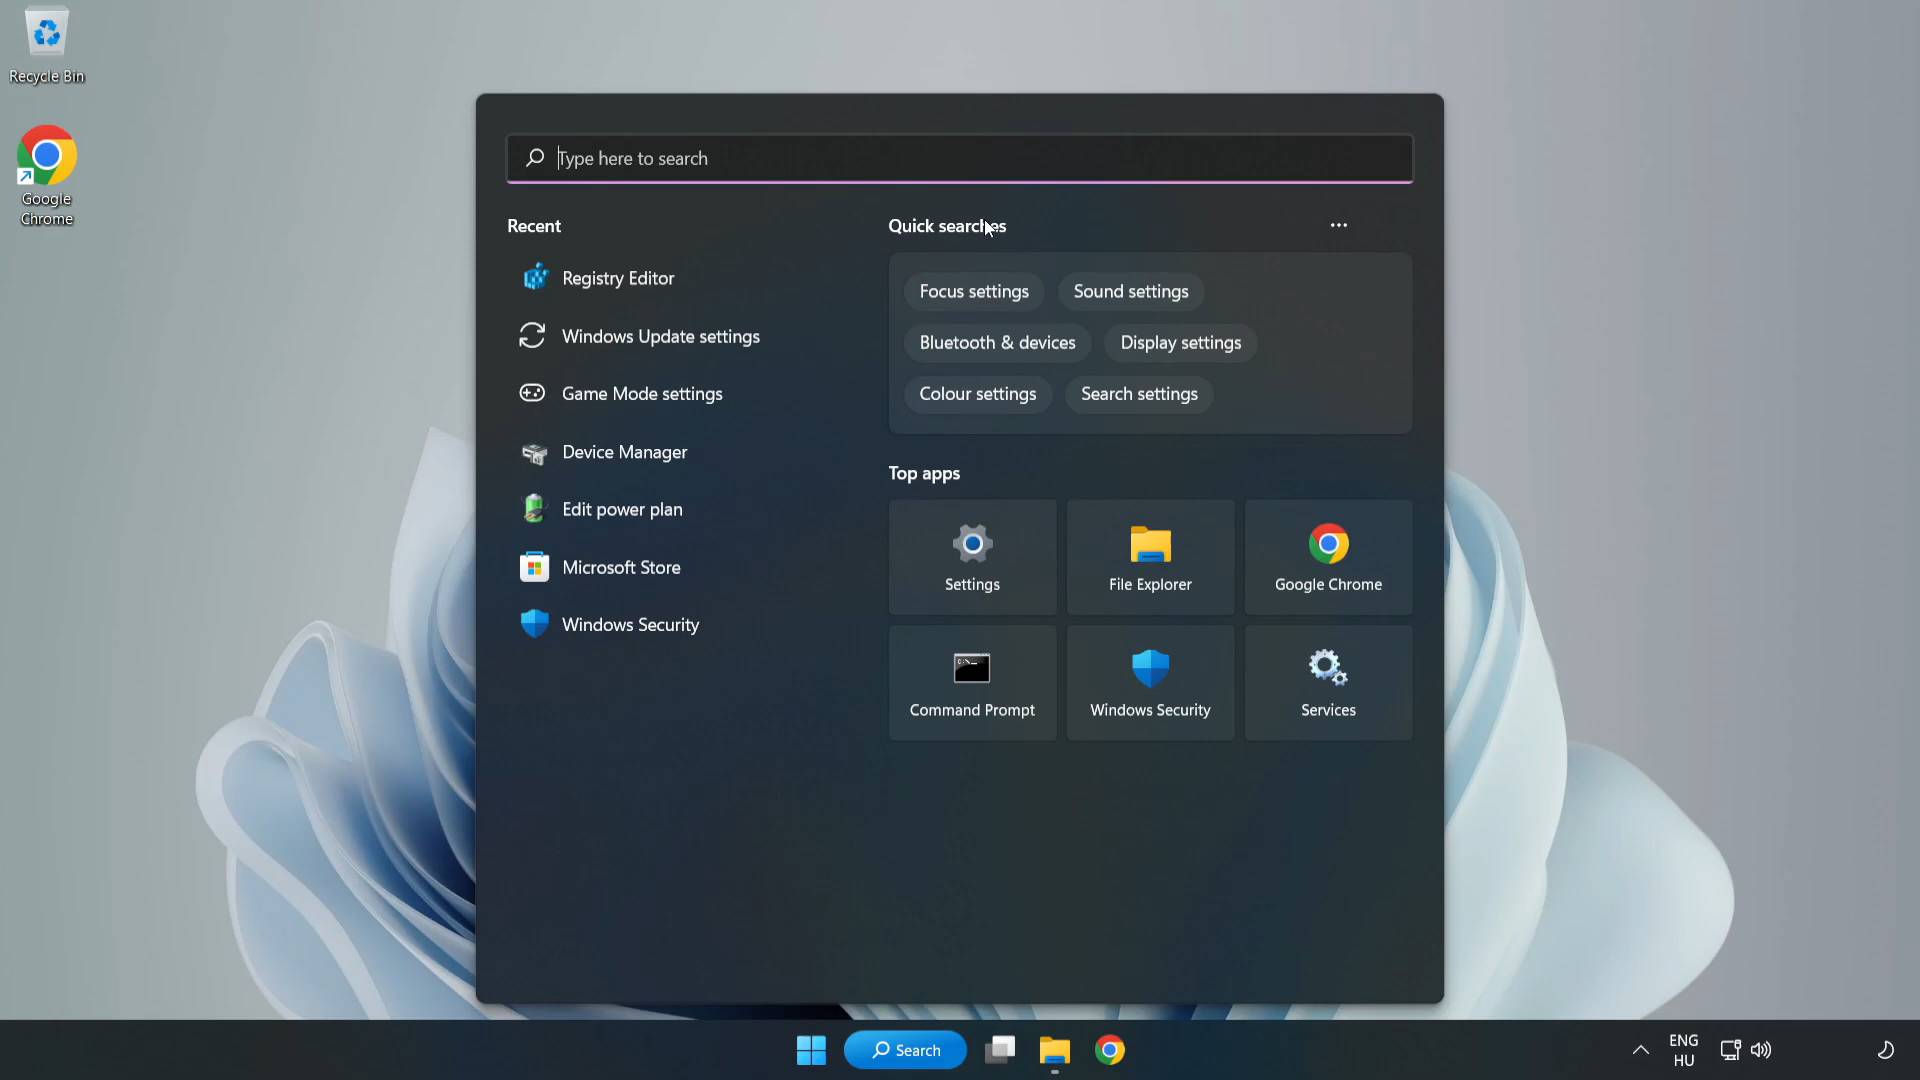 Recycle Bin
Google
Chrome
Type here to search
Recent
Registry Editor
Windows Update settings
Game Mode settings
Device Manager
Edit power plan
Microsoft Store
Windows Security
Quick searches
Focus settings
Sound settings
Bluetooth & devices
Display settings
Colour settings
Search settings
Top apps
Settings
File Explorer
Google Chrome
Command Prompt
Windows Security
Services
Search
ENG
HU